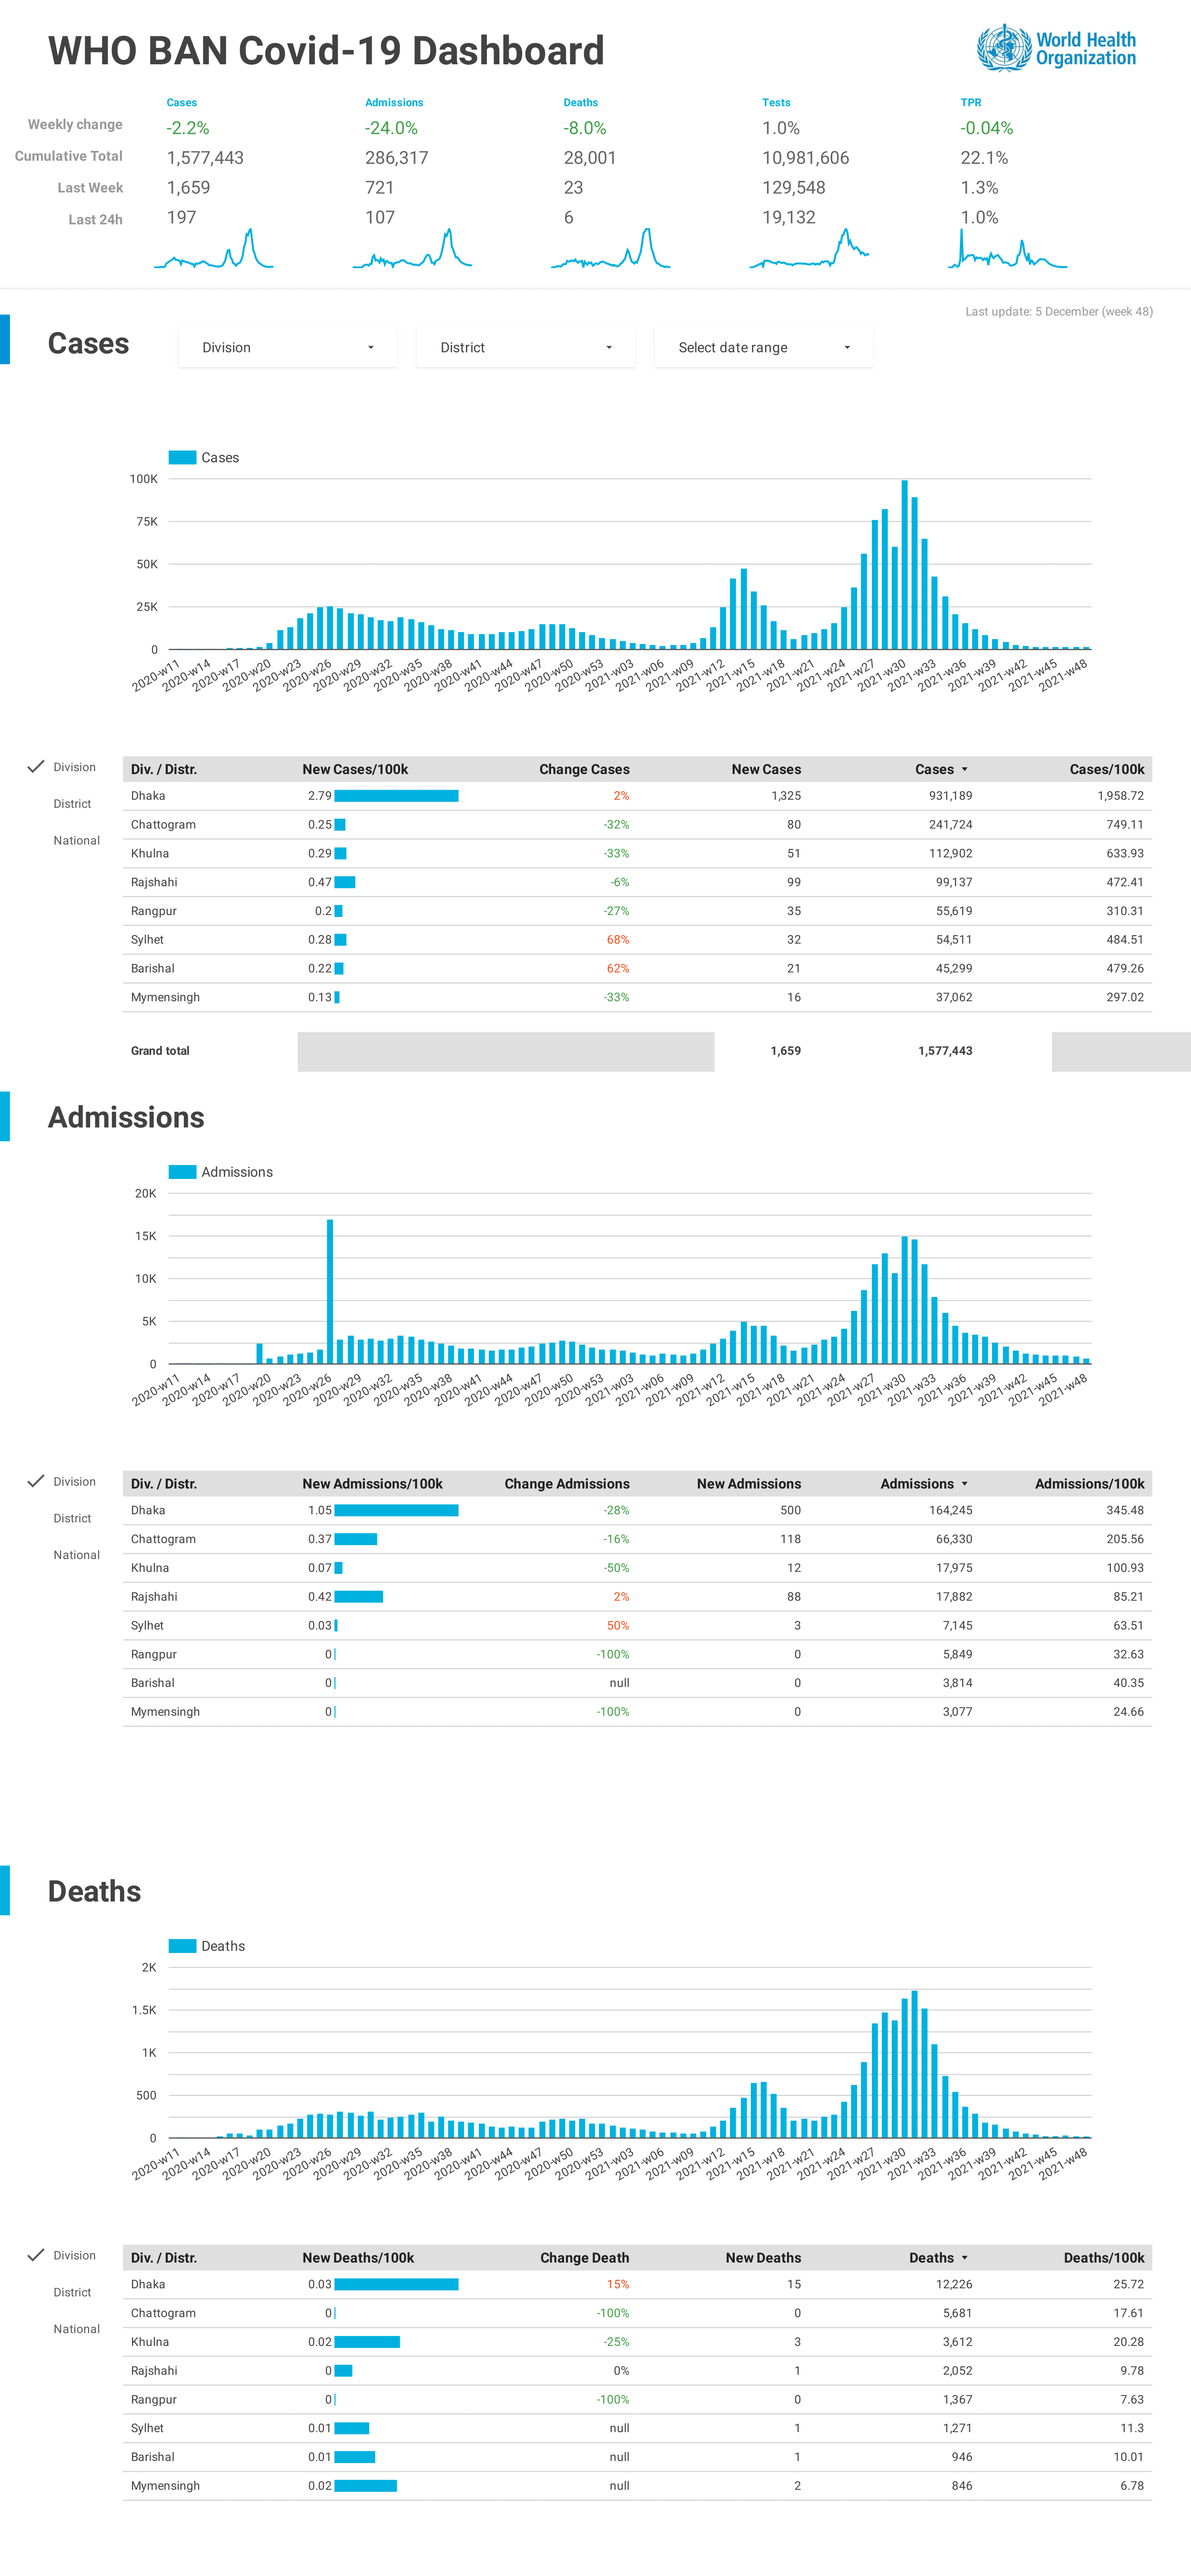 WHO BAN Covid-19 Dashboard
World Health
Organization
Cases Admissions Deaths Tests TPR
Weekly change -2.2% -24.0% -8.0% 1.0% -0.04%
Cumulative Total 1,577,443 286,317 28,001 10,981,606 22.1%
Last Week 1,659 721 23 129,548 1.3%
Last 24h 197 107 6 19,132 1.0%
Last update: 5 December (week 48)
Cases Division District Select date range
Cases
100K
75K
50K
25K
0
2020-w11 2020-w14 2020-w17 2020-w20 2020-w23 2020-w26 2020-w29 2020-w32 2020-w35 2020-w38 2020-w41 2020-w44 2020-w47 2020-w50 2020-w53 2021-w03 2021-w06 2021-w09 2021-w12 2021-w15 2021-w18 2021-w21 2021-w24 2021-w27 2021-w30 2021-w33 2021-w36 2021-w39 2021-w42 2021-w45 2021-w48
Division
District
National
Div. / Distr. New Cases/100k Change Cases New Cases Cases Cases/100k
Dhaka 2.79 2% 1,325 931,189 1,958.72
Chattogram 0.25 -32% 80 241,724 749.11
Khulna 0.29 -33% 51 112,902 633.93
Rajshahi 0.47 -6% 99 99,137 472.41
Rangpur 0.2 -27% 35 55,619 310.31
Sylhet 0.28 68% 32 54,511 484.51
Barishal 0.22 62% 21 45,299 479.26
Mymensingh 0.13 -33% 16 37,062 297.02
Grand total 1,659 1,577,443
Admissions
Admissions
20K
15K
10K
5K
0
2020-w11 2020-w14 2020-w17 2020-w20 2020-w23 2020-w26 2020-w29 2020-w32 2020-w35 2020-w38 2020-w41 2020-w44 2020-w47 2020-w50 2020-w53 2021-w03 2021-w06 2021-w09 2021-w12 2021-w15 2021-w18 2021-w21 2021-w24 2021-w27 2021-w30 2021-w33 2021-w36 2021-w39 2021-w42 2021-w45 2021-w48
Division
District
National
Div. / Distr. New Admissions/100k Change Admissions New Admissions Admissions Admissions/100k
Dhaka 1.05 -28% 500 164,245 345.48
Chattogram 0.37 -16% 118 66,330 205.56
Khulna 0.07 -50% 12 17,975 100.93
Rajshahi 0.42 2% 88 17,882 85.21
Sylhet 0.03 50% 3 7,145 63.51
Rangpur 0 -100% 0 5,849 32.63
Barishal 0 null 0 3,814 40.35
Mymensingh 0 -100% 0 3,077 24.66
Deaths
Deaths
2K
1.5K
1K
500
0
2020-w11 2020-w14 2020-w17 2020-w20 2020-w23 2020-w26 2020-w29 2020-w32 2020-w35 2020-w38 2020-w41 2020-w44 2020-w47 2020-w50 2020-w53 2021-w03 2021-w06 2021-w09 2021-w12 2021-w15 2021-w18 2021-w21 2021-w24 2021-w27 2021-w30 2021-w33 2021-w36 2021-w39 2021-w42 2021-w45 2021-w48
Division
District
National
Div. / Distr. New Deaths/100k Change Death New Deaths Deaths Deaths/100k
Dhaka 0.03 15% 15 12,226 25.72
Chattogram 0 -100% 0 5,681 17.61
Khulna 0.02 -25% 3 3,612 20.28
Rajshahi 0 0% 1 2,052 9.78
Rangpur 0 -100% 0 1,367 7.63
Sylhet 0.01 null 1 1,271 11.3
Barishal 0.01 null 1 946 10.01
Mymensingh 0.02 null 2 846 6.78